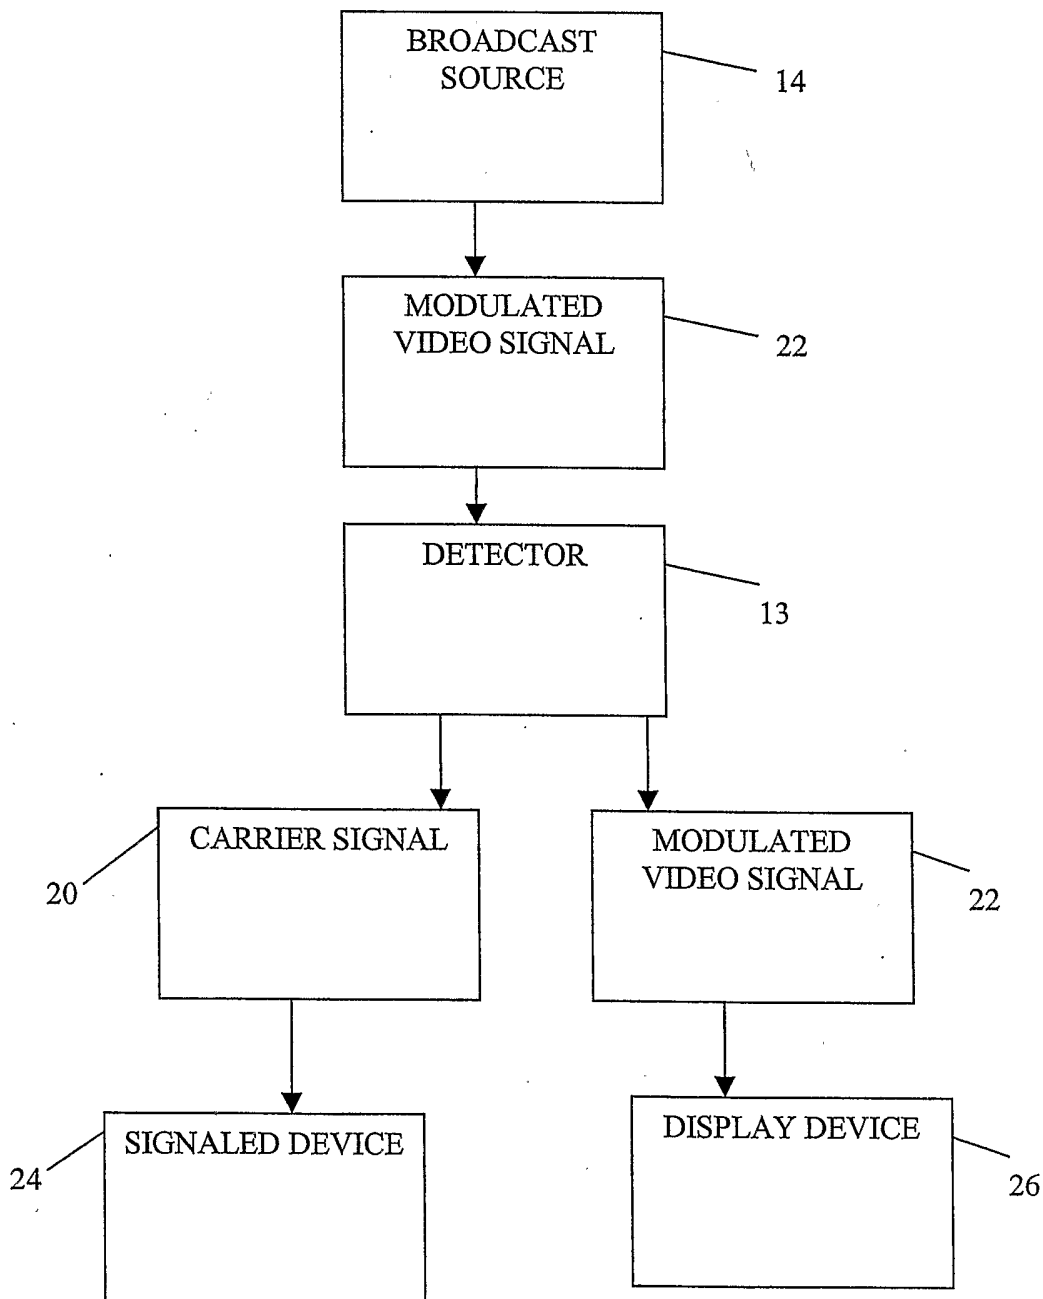 BROADCAST
SOURCE
14
MODULATED
VIDEO SIGNAL
22
DETECTOR
13
CARRIER SIGNAL
20
MODULATED
VIDEO SIGNAL
22
SIGNALED DEVICE
24
DISPLAY DEVICE
26